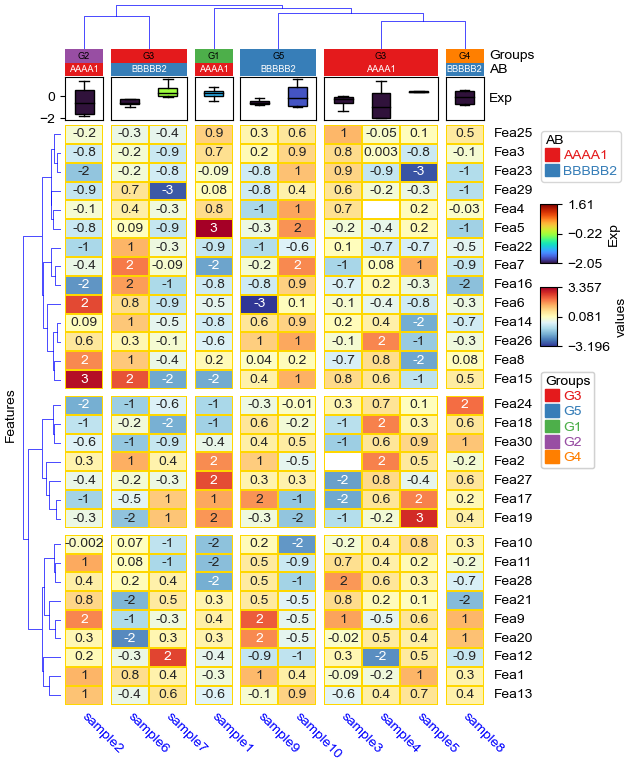 G2 G3 G1 G5 G3 G4 Groups
AAAA1 BBBBB2 AAAA1 BBBBB2 AAAA1 BBBBB2 AB
0
−2
Exp
-0.2 -0.3 -0.4 0.9 0.3 0.6 1 -0.05 0.1 0.5 Fea25
-0.8 -0.2 -0.9 0.7 0.2 0.9 0.8 0.003 -0.8 -0.1 Fea3
-2 -0.2 -0.8 -0.09 -0.8 1 0.9 -0.9 -3 -1 Fea23
-0.9 0.7 -3 0.08 -0.8 0.4 0.6 -0.2 -0.3 -1 Fea29
-0.1 0.4 -0.3 0.8 -1 1 0.7 0.2 -0.03 Fea4
-0.8 0.09 -0.9 3 -0.3 2 -0.2 -0.4 0.2 -1 Fea5
-1 1 -0.3 -0.9 -1 -0.6 0.1 -0.7 -0.7 -0.5 Fea22
-0.4 2 -0.09 -2 -0.2 2 -1 0.08 1 -0.9 Fea7
-2 2 -1 -0.8 -0.8 0.9 -0.7 0.2 -0.3 -2 Fea16
2 0.8 -0.9 -0.5 -3 0.1 -0.1 -0.4 -0.8 -0.3 Fea6
0.09 1 -0.5 -0.8 0.6 0.9 0.2 0.4 -2 -0.7 Fea14
0.6 0.3 -0.1 -0.6 1 1 -0.1 2 -1 -0.3 Fea26
2 1 -0.4 0.2 0.04 0.2 -0.7 0.8 -2 0.08 Fea8
3 2 -2 -2 0.4 1 0.8 0.6 -1 0.5 Fea15
-2 -1 -0.6 -1 -0.3 -0.01 0.3 0.7 0.1 2 Fea24
-1 -0.2 -2 -1 0.6 -0.2 -1 2 0.3 0.6 Fea18
-0.6 -1 -0.9 -0.4 0.4 0.5 -1 0.6 0.9 1 Fea30
0.3 1 0.4 2 1 -0.5 2 0.5 -0.2 Fea2
-0.4 -0.2 -0.3 2 0.3 0.3 -2 0.8 -0.4 0.6 Fea27
-1 -0.5 1 1 2 -1 -2 0.6 2 0.2 Fea17
-0.3 -2 1 2 -0.3 -2 -1 -0.2 3 0.4 Fea19
-0.002 0.07 -1 -2 0.2 -2 -0.2 0.4 0.8 0.3 Fea10
1 0.08 -1 -2 0.5 -0.9 0.7 0.4 0.2 -0.2 Fea11
0.4 0.2 0.4 -2 0.5 -1 2 0.6 0.3 -0.7 Fea28
0.8 -2 0.5 0.3 0.5 -0.5 0.8 0.2 0.1 -2 Fea21
2 -1 -0.3 0.4 2 -0.5 1 -0.5 0.6 1 Fea9
0.3 -2 0.3 0.3 2 -0.5 -0.02 0.5 0.4 1 Fea20
0.2 -0.3 2 -0.4 -0.9 -1 0.3 -2 0.5 -0.9 Fea12
1 0.8 0.4 -0.3 1 0.4 -0.09 -0.2 1 0.3 Fea1
1 -0.4 0.6 -0.6 -0.1 0.9 -0.6 0.4 0.7 0.4 Fea13
sample2 sample6 sample7 sample1 sample9 sample10 sample3 sample4 sample5 sample8
Features
AB
AAAA1
BBBBB2
1.61
−0.22
−2.05
Exp
3.357
0.081
−3.196
values
Groups
G3
G5
G1
G2
G4